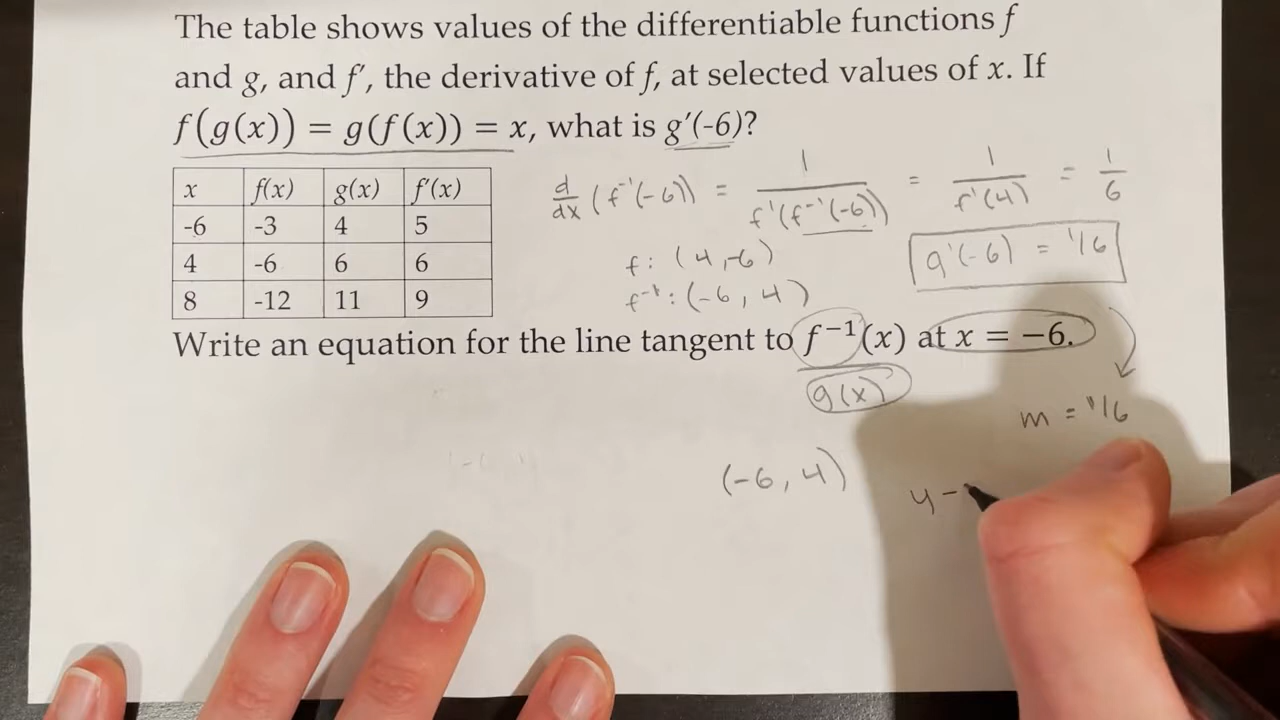 The table shows values of the differentiable functions f
and g, and f′, the derivative of f, at selected values of x. If
f(g(x)) = g(f(x)) = x, what is g′(-6)?
x f(x) g(x) f′(x)
-6 -3 4 5
4 -6 6 6
8 -12 11 9
d/dx (f⁻¹(-6)) = 1/f'(f⁻¹(-6)) = 1/f'(4) = 1/6
f: (4,-6)
f⁻¹: (-6, 4)
g'(-6) = 1/6
Write an equation for the line tangent to f⁻¹(x) at x = −6.
g(x)
m = 1/6
(-6, 4)
y -